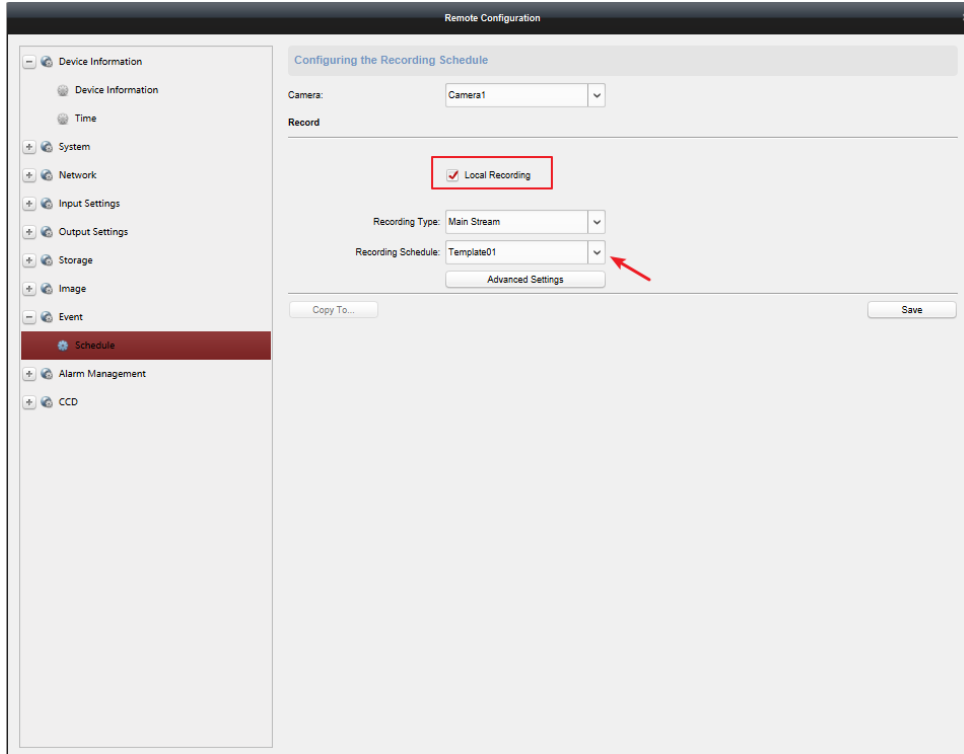 Remote Configuration
Device Information
Device Information
Time
System
Network
Input Settings
Output Settings
Storage
Image
Event
Schedule
Alarm Management
CCD
Configuring the Recording Schedule
Camera: Camera1
Record
Local Recording
Recording Type: Main Stream
Recording Schedule: Template01
Advanced Settings
Copy To... Save